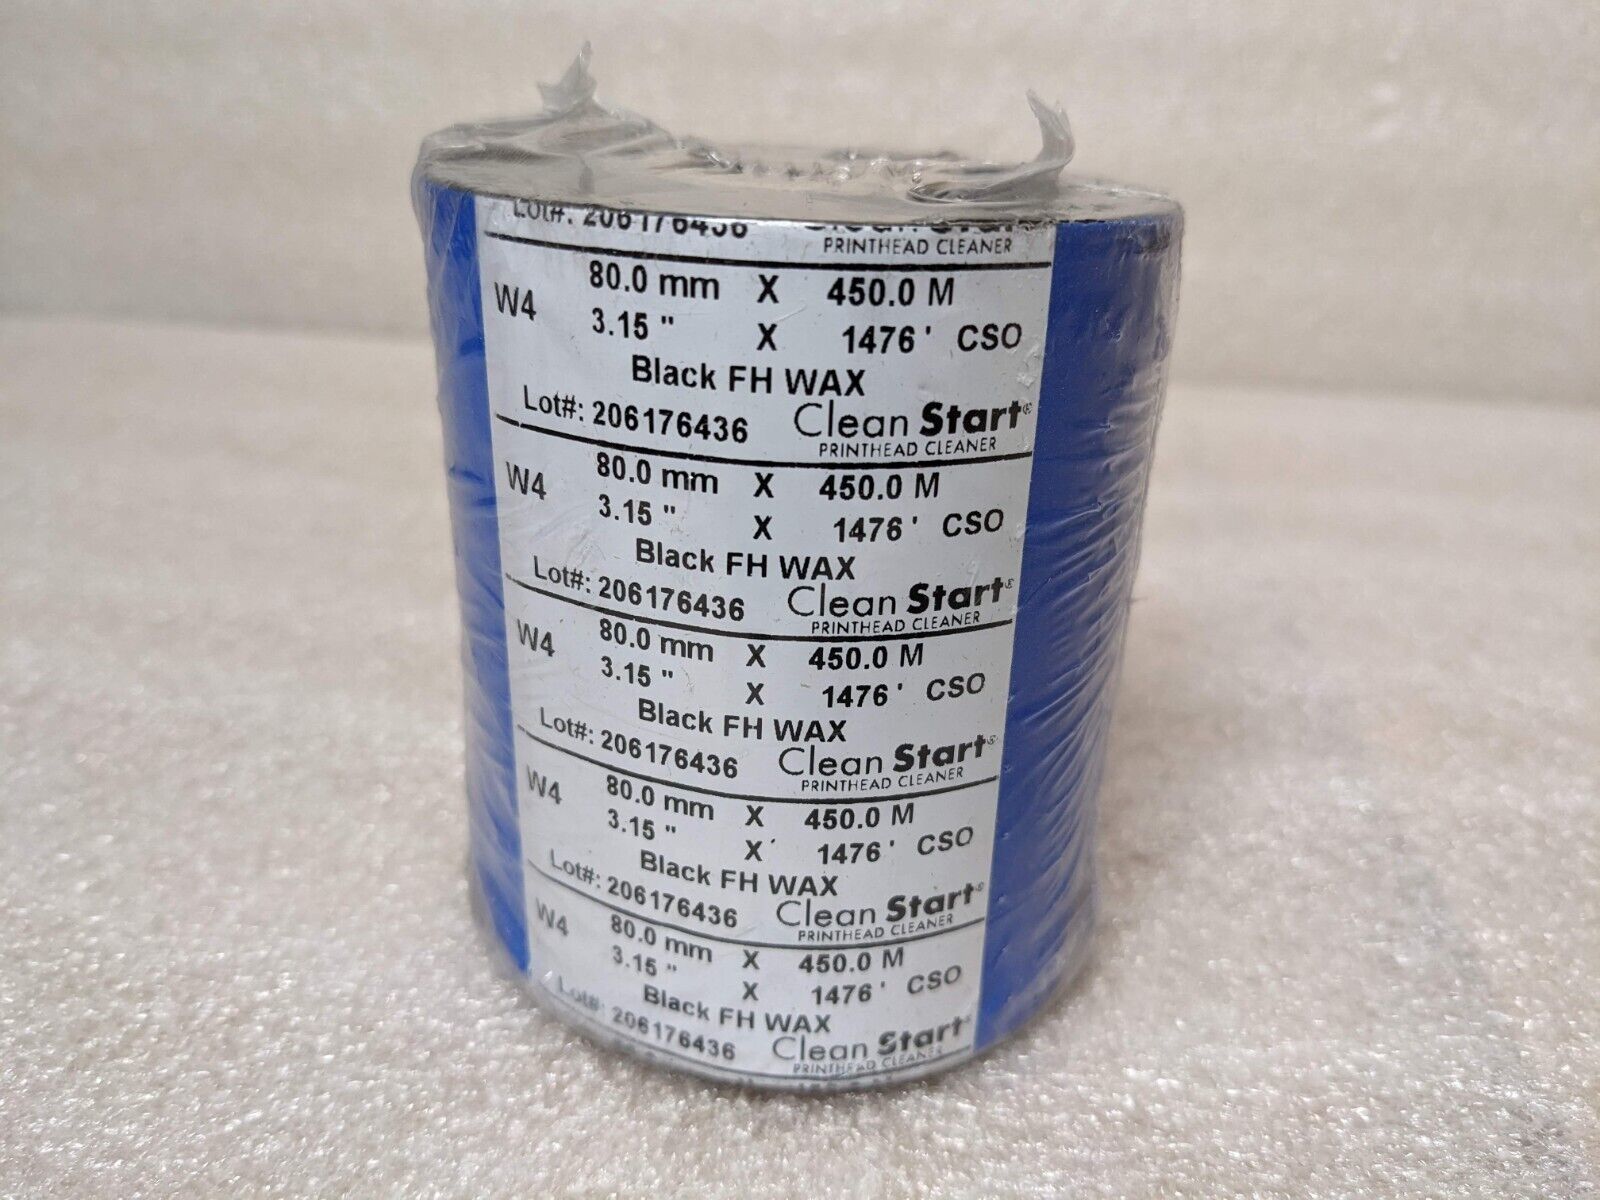 Lot#: 206176436 Clean Start
PRINTHEAD CLEANER
W4 80.0 mm X 450.0 M
3.15 " X 1476 ' CSO
Black FH WAX
Lot#: 206176436 Clean Start®
PRINTHEAD CLEANER
W4 80.0 mm X 450.0 M
3.15 " X 1476 ' CSO
Black FH WAX
Lot#: 206176436 Clean Start®
PRINTHEAD CLEANER
W4 80.0 mm X 450.0 M
3.15 " X 1476 ' CSO
Black FH WAX
Lot#: 206176436 Clean Start®
PRINTHEAD CLEANER
W4 80.0 mm X 450.0 M
3.15 " X 1476 ' CSO
Black FH WAX
Lot#: 206176436 Clean Start®
PRINTHEAD CLEANER
W4 80.0 mm X 450.0 M
3.15 " X 1476 ' CSO
Black FH WAX
Lot#: 206176436 Clean Start®
PRINTHEAD CLEANER